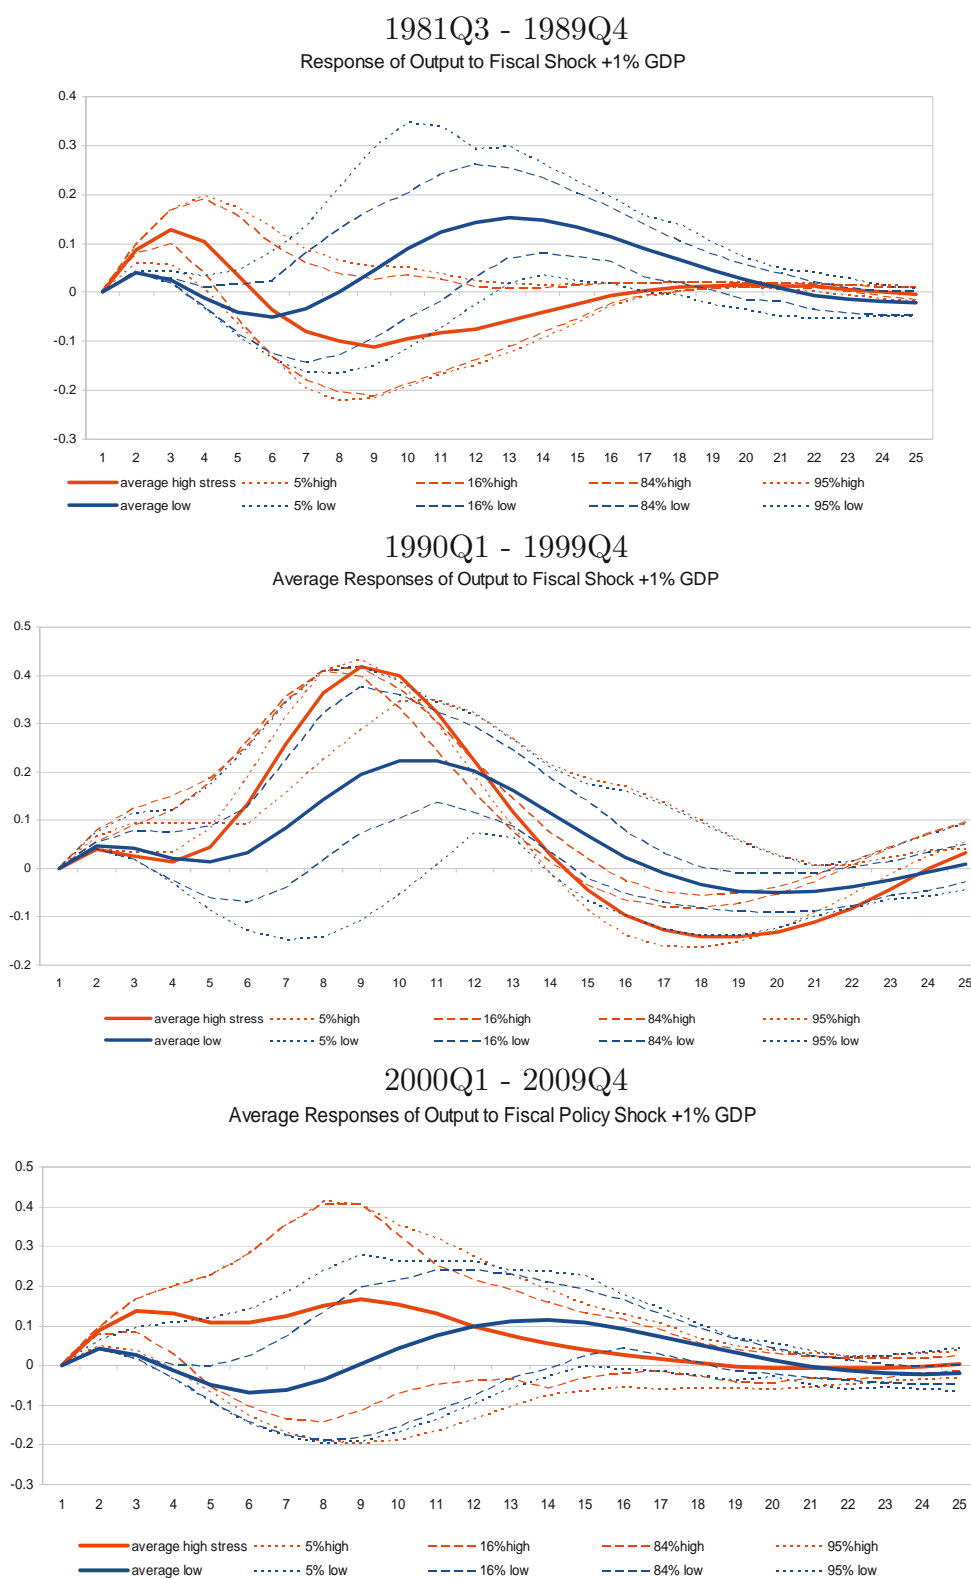 1981Q3 - 1989Q4
Response of Output to Fiscal Shock +1% GDP
0.4
0.3
0.2
0.1
0
-0.1
-0.2
-0.3
1 2 3 4 5 6 7 8 9 10 11 12 13 14 15 16 17 18 19 20 21 22 23 24 25
average high stress 5%high 16%high 84%high 95%high
average low 5% low 16% low 84% low 95% low
1990Q1 - 1999Q4
Average Responses of Output to Fiscal Shock +1% GDP
0.5
0.4
0.3
0.2
0.1
0
-0.1
-0.2
1 2 3 4 5 6 7 8 9 10 11 12 13 14 15 16 17 18 19 20 21 22 23 24 25
average high stress 5%high 16%high 84%high 95%high
average low 5% low 16% low 84% low 95% low
2000Q1 - 2009Q4
Average Responses of Output to Fiscal Policy Shock +1% GDP
0.5
0.4
0.3
0.2
0.1
0
-0.1
-0.2
-0.3
1 2 3 4 5 6 7 8 9 10 11 12 13 14 15 16 17 18 19 20 21 22 23 24 25
average high stress 5%high 16%high 84%high 95%high
average low 5% low 16% low 84% low 95% low